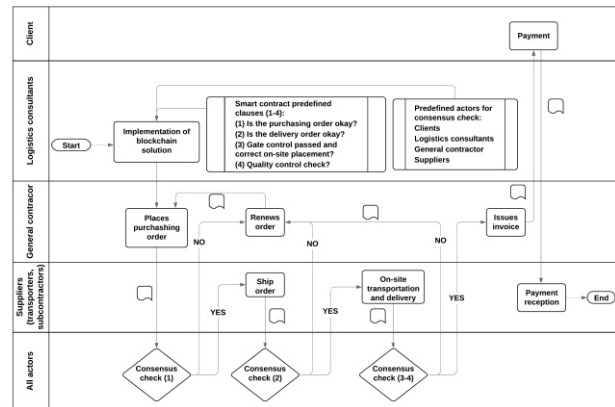 Client
Payment
Logistics consultants
Start
Implementation of
blockchain
solution
Smart contract predefined
clauses (1-4):
(1) Is the purchasing order okay?
(2) Is the delivery order okay?
(3) Gate control passed and
correct on-site placement?
(4) Quality control check?
Predefined actors for
consensus check:
Clients
Logistics consultants
General contractor
Suppliers
General contracor
Places
purchashing
order
Renews
order
Issues
invoice
NO
NO
NO
YES
Suppliers
(transporters,
subcontractors)
Ship
order
On-site
transportation
and delivery
Payment
reception
End
YES
YES
All actors
Consensus
check (1)
Consensus
check (2)
Consensus
check (3-4)